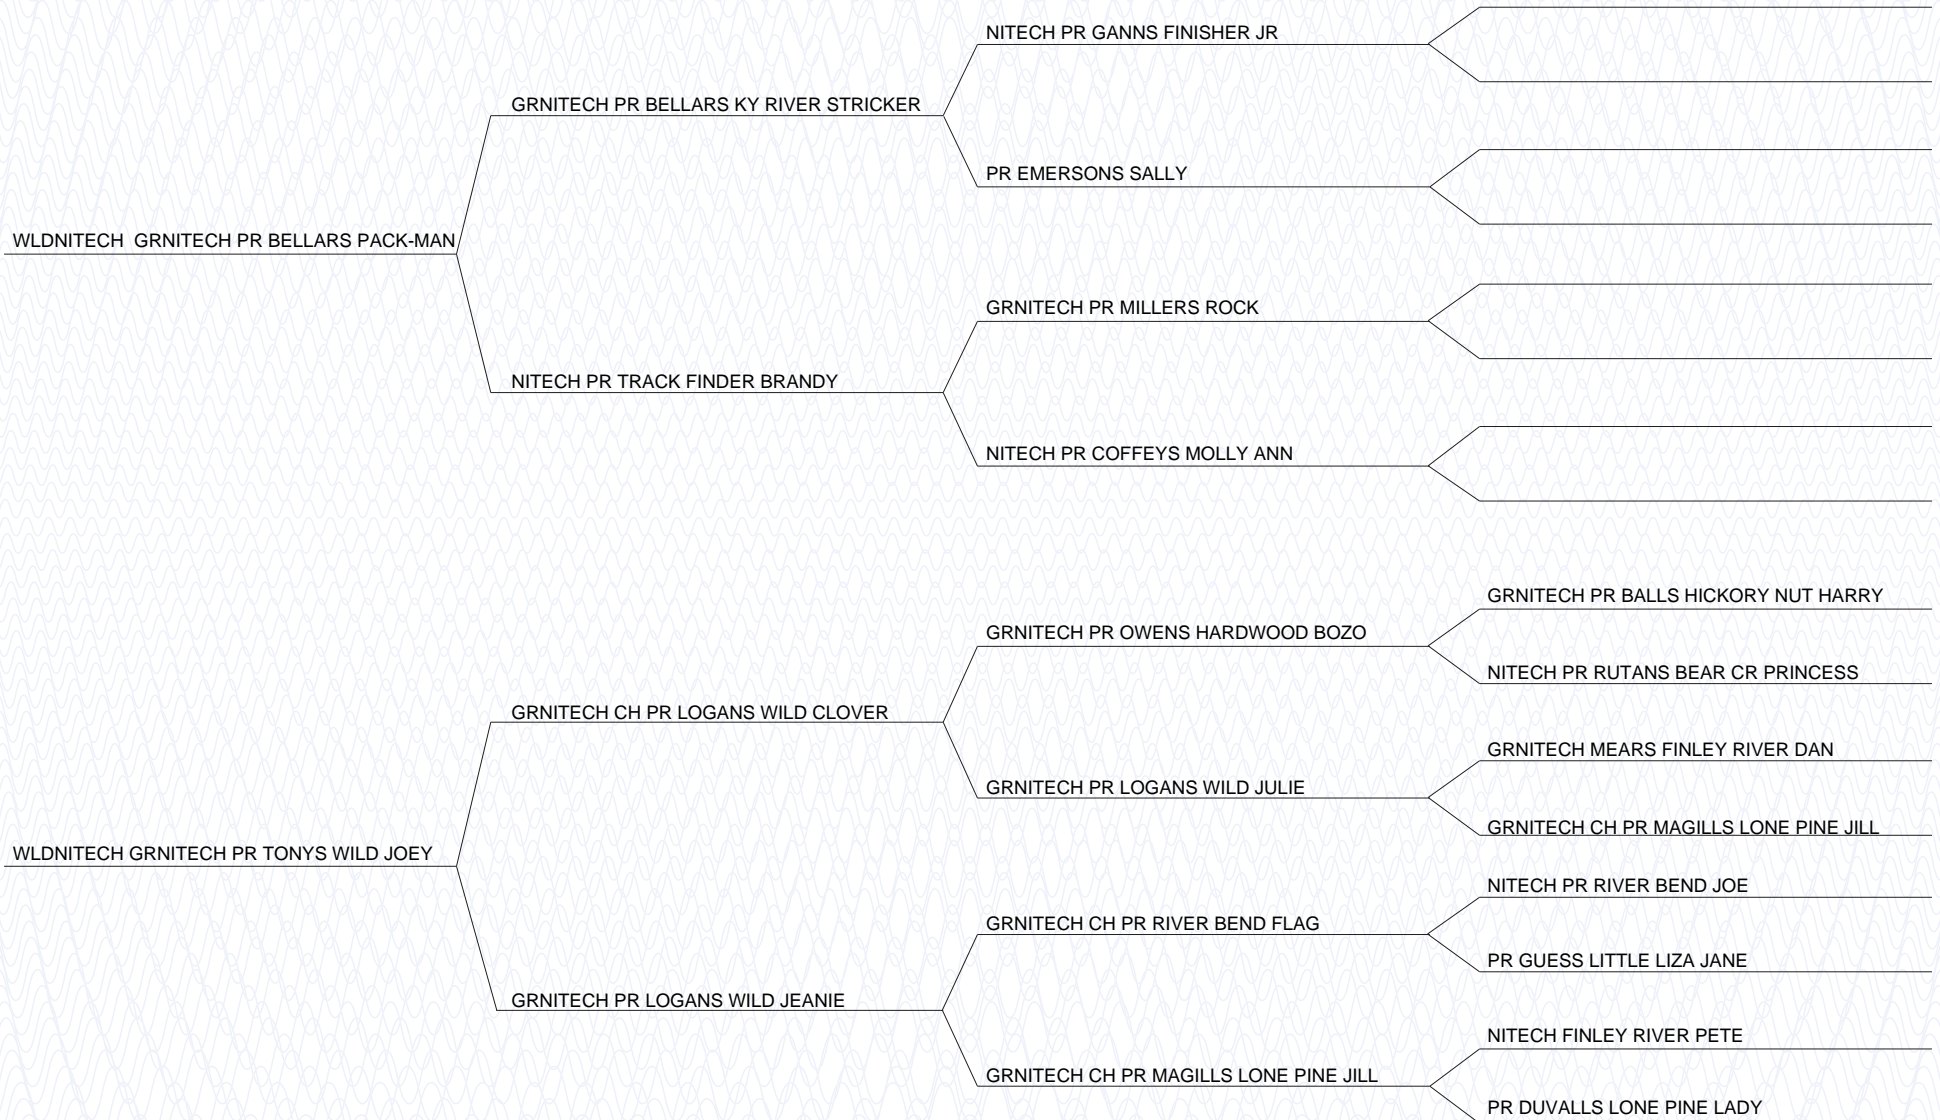 NITECH PR GANNS FINISHER JR
GRNITECH PR BELLARS KY RIVER STRICKER
PR EMERSONS SALLY
WLDNITECH  GRNITECH PR BELLARS PACK-MAN
GRNITECH PR MILLERS ROCK
NITECH PR TRACK FINDER BRANDY
NITECH PR COFFEYS MOLLY ANN
GRNITECH PR BALLS HICKORY NUT HARRY
GRNITECH PR OWENS HARDWOOD BOZO
NITECH PR RUTANS BEAR CR PRINCESS
GRNITECH CH PR LOGANS WILD CLOVER
GRNITECH MEARS FINLEY RIVER DAN
GRNITECH PR LOGANS WILD JULIE
GRNITECH CH PR MAGILLS LONE PINE JILL
WLDNITECH GRNITECH PR TONYS WILD JOEY
NITECH PR RIVER BEND JOE
GRNITECH CH PR RIVER BEND FLAG
PR GUESS LITTLE LIZA JANE
GRNITECH PR LOGANS WILD JEANIE
NITECH FINLEY RIVER PETE
GRNITECH CH PR MAGILLS LONE PINE JILL
PR DUVALLS LONE PINE LADY